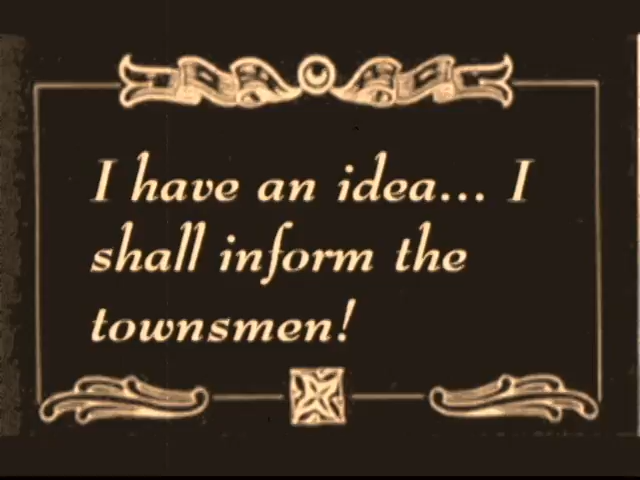 I have an idea... I
shall inform the
townsmen!